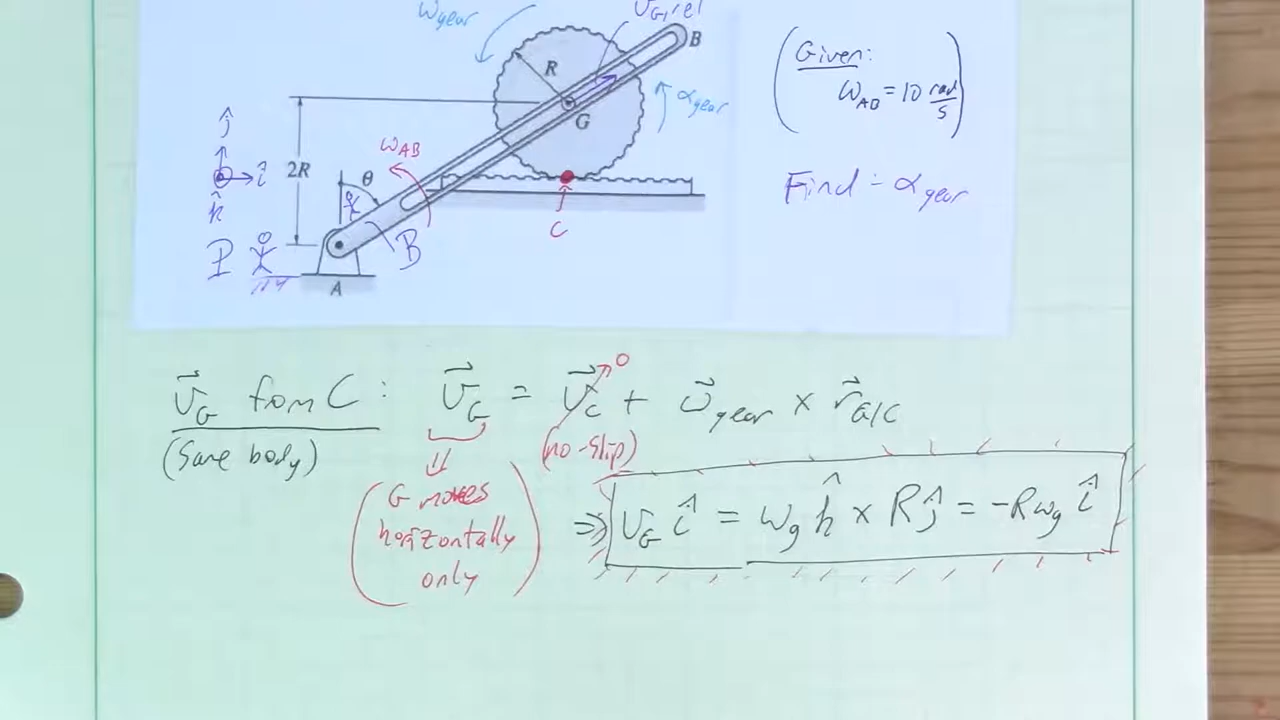 ω_gear
v_G,rel
B
R
(Given:
ω_AB = 10 rad/s)
α_gear
G
ω_AB
ĵ
î
k̂
2R
θ
Find: α_gear
C
B
A
v⃗_G from C: v⃗_G = v⃗_C↗0 + ω⃗_gear × r⃗_G/C
(Same body)
(no-slip)
⇓
(G moves
horizontally
only)
⇒ v_G î = ω_g k̂ × R ĵ = -Rω_g î